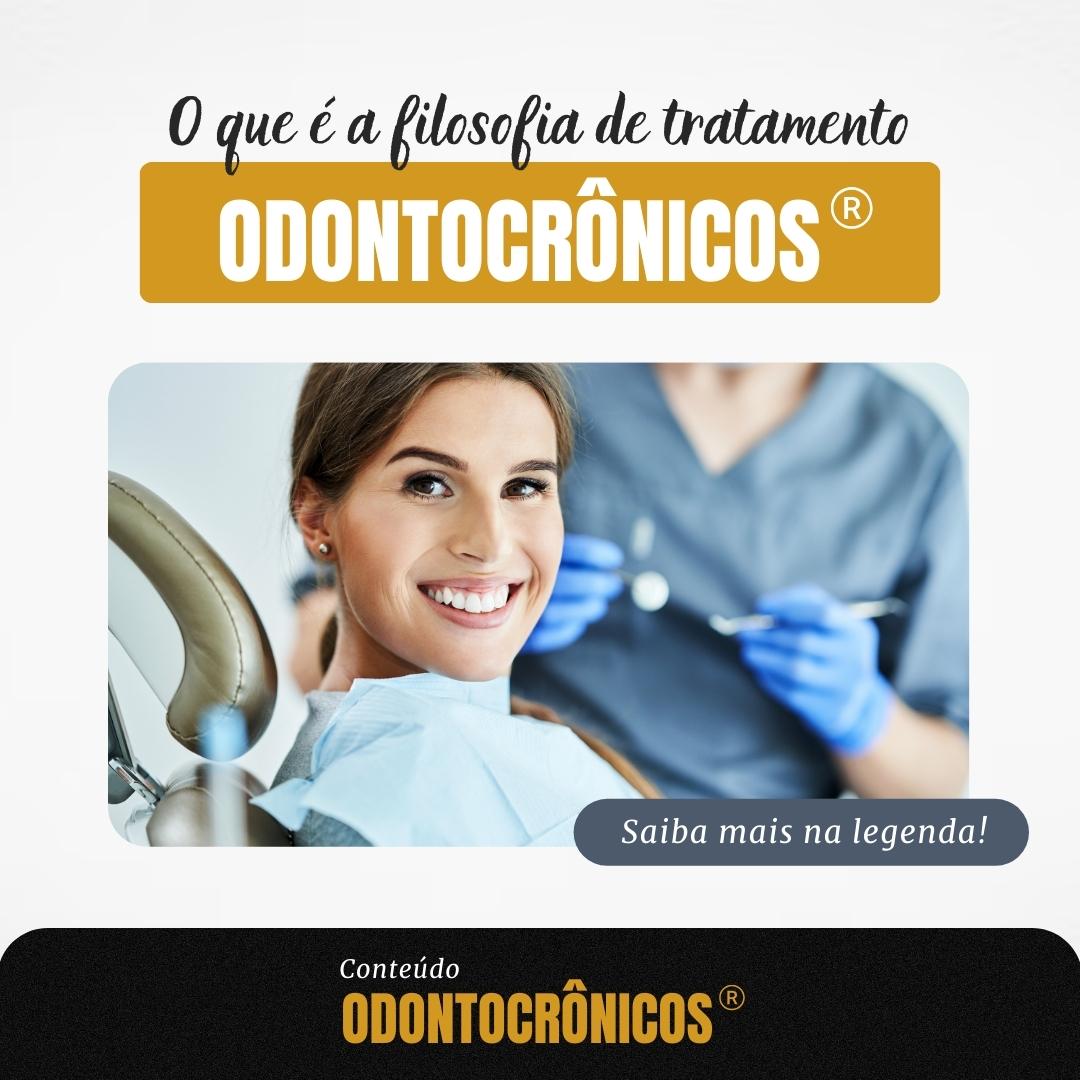 O que é a filosofia de tratamento
ODONTOCRÔNICOS®
Saiba mais na legenda!
Conteúdo
ODONTOCRÔNICOS®